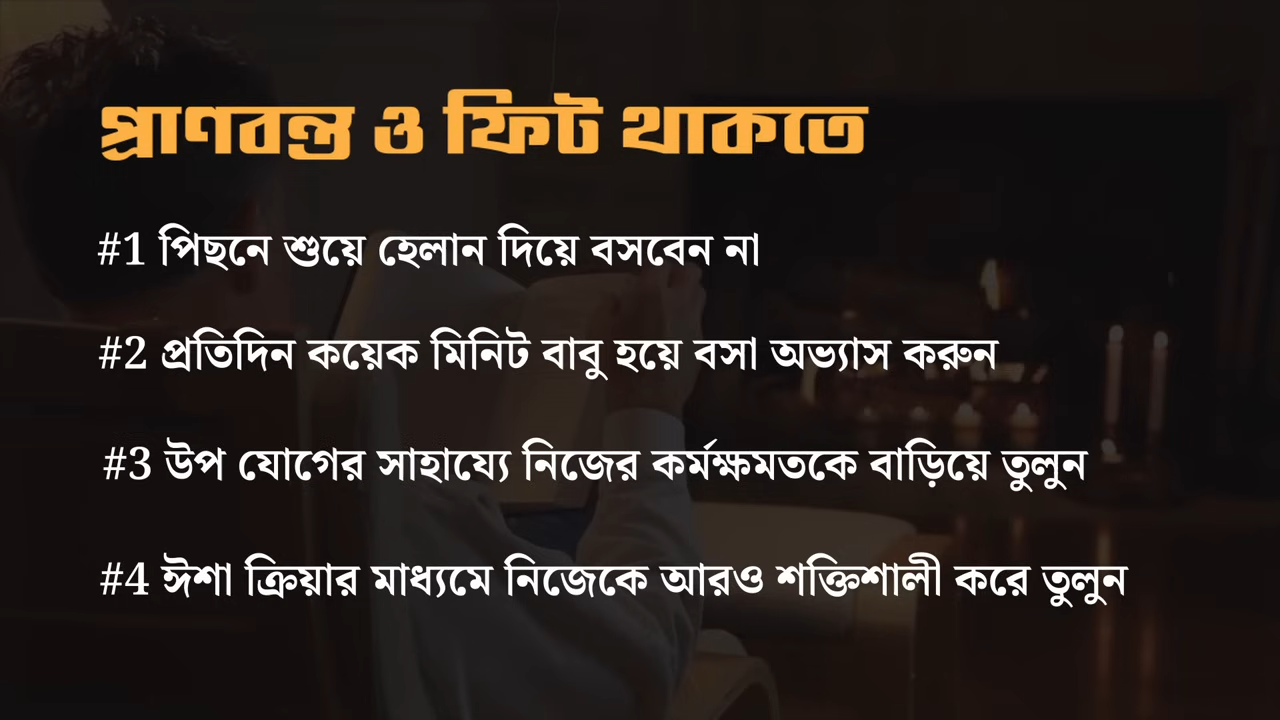 প্রাণবন্ত ও ফিট থাকতে
#1 পিছনে শুয়ে হেলান দিয়ে বসবেন না
#2 প্রতিদিন কয়েক মিনিট বাবু হয়ে বসা অভ্যাস করুন
#3 উপ যোগের সাহায্যে নিজের কর্মক্ষমতকে বাড়িয়ে তুলুন
#4 ঈশা ক্রিয়ার মাধ্যমে নিজেকে আরও শক্তিশালী করে তুলুন